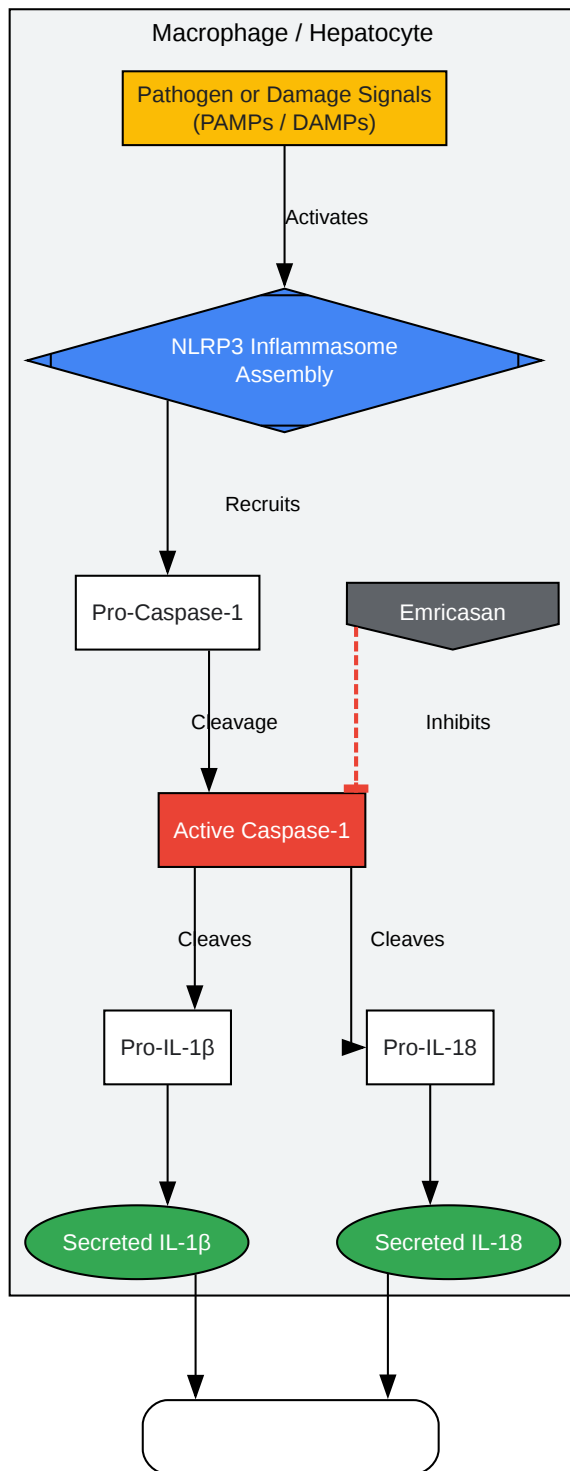 Macrophage / Hepatocyte
Pathogen or Damage Signals
(PAMPs / DAMPs)
Activates
NLRP3 Inflammasome
Assembly
Recruits
Pro-Caspase-1
Emricasan
Cleavage
Inhibits
Active Caspase-1
Cleaves
Cleaves
Pro-IL-1β
Pro-IL-18
Secreted IL-1β
Secreted IL-18